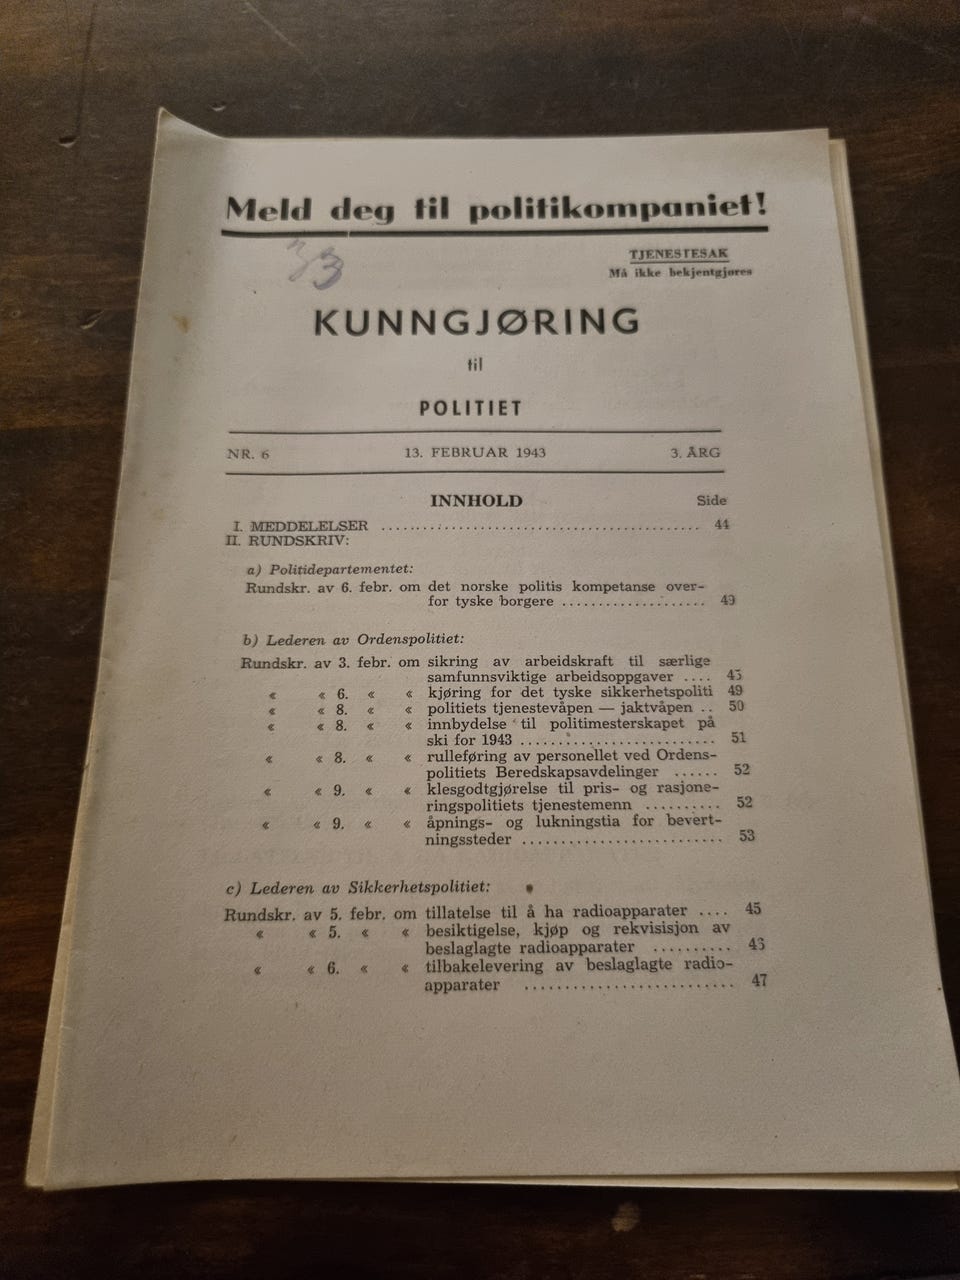 Meld deg til politikompaniet!
TJENESTESAK
Må ikke bekjentgjøres
KUNNGJØRING
til
POLITIET
NR. 6 13. FEBRUAR 1943 3. ÅRG
INNHOLD Side
I. MEDDELELSER ........................................ 44
II. RUNDSKRIV:
a) Politidepartementet:
Rundskr. av 6. febr. om det norske politis kompetanse over-
for tyske borgere .................... 49
b) Lederen av Ordenspolitiet:
Rundskr. av 3. febr. om sikring av arbeidskraft til særlige
samfunnsviktige arbeidsoppgaver ....
« « 6. « « kjøring for det tyske sikkerhetspoliti 49
« « 8. « « politiets tjenestevåpen — jaktvåpen .. 50
« « 8. « « innbydelse til politimesterskapet på
ski for 1943 ......................... 51
« « 8. « « rulleføring av personellet ved Ordens-
politiets Beredskapsavdelinger ...... 52
« « 9. « « klesgodtgjørelse til pris- og rasjone-
ringspolitiets tjenestemenn .......... 52
« « 9. « « åpnings- og lukningstia for bevert-
ningssteder ......................... 53
c) Lederen av Sikkerhetspolitiet:
Rundskr. av 5. febr. om tillatelse til å ha radioapparater .... 45
« « 5. « « besiktigelse, kjøp og rekvisisjon av
beslaglagte radioapparater ..........
« « 6. « « tilbakelevering av beslaglagte radio-
apparater .......................... 47